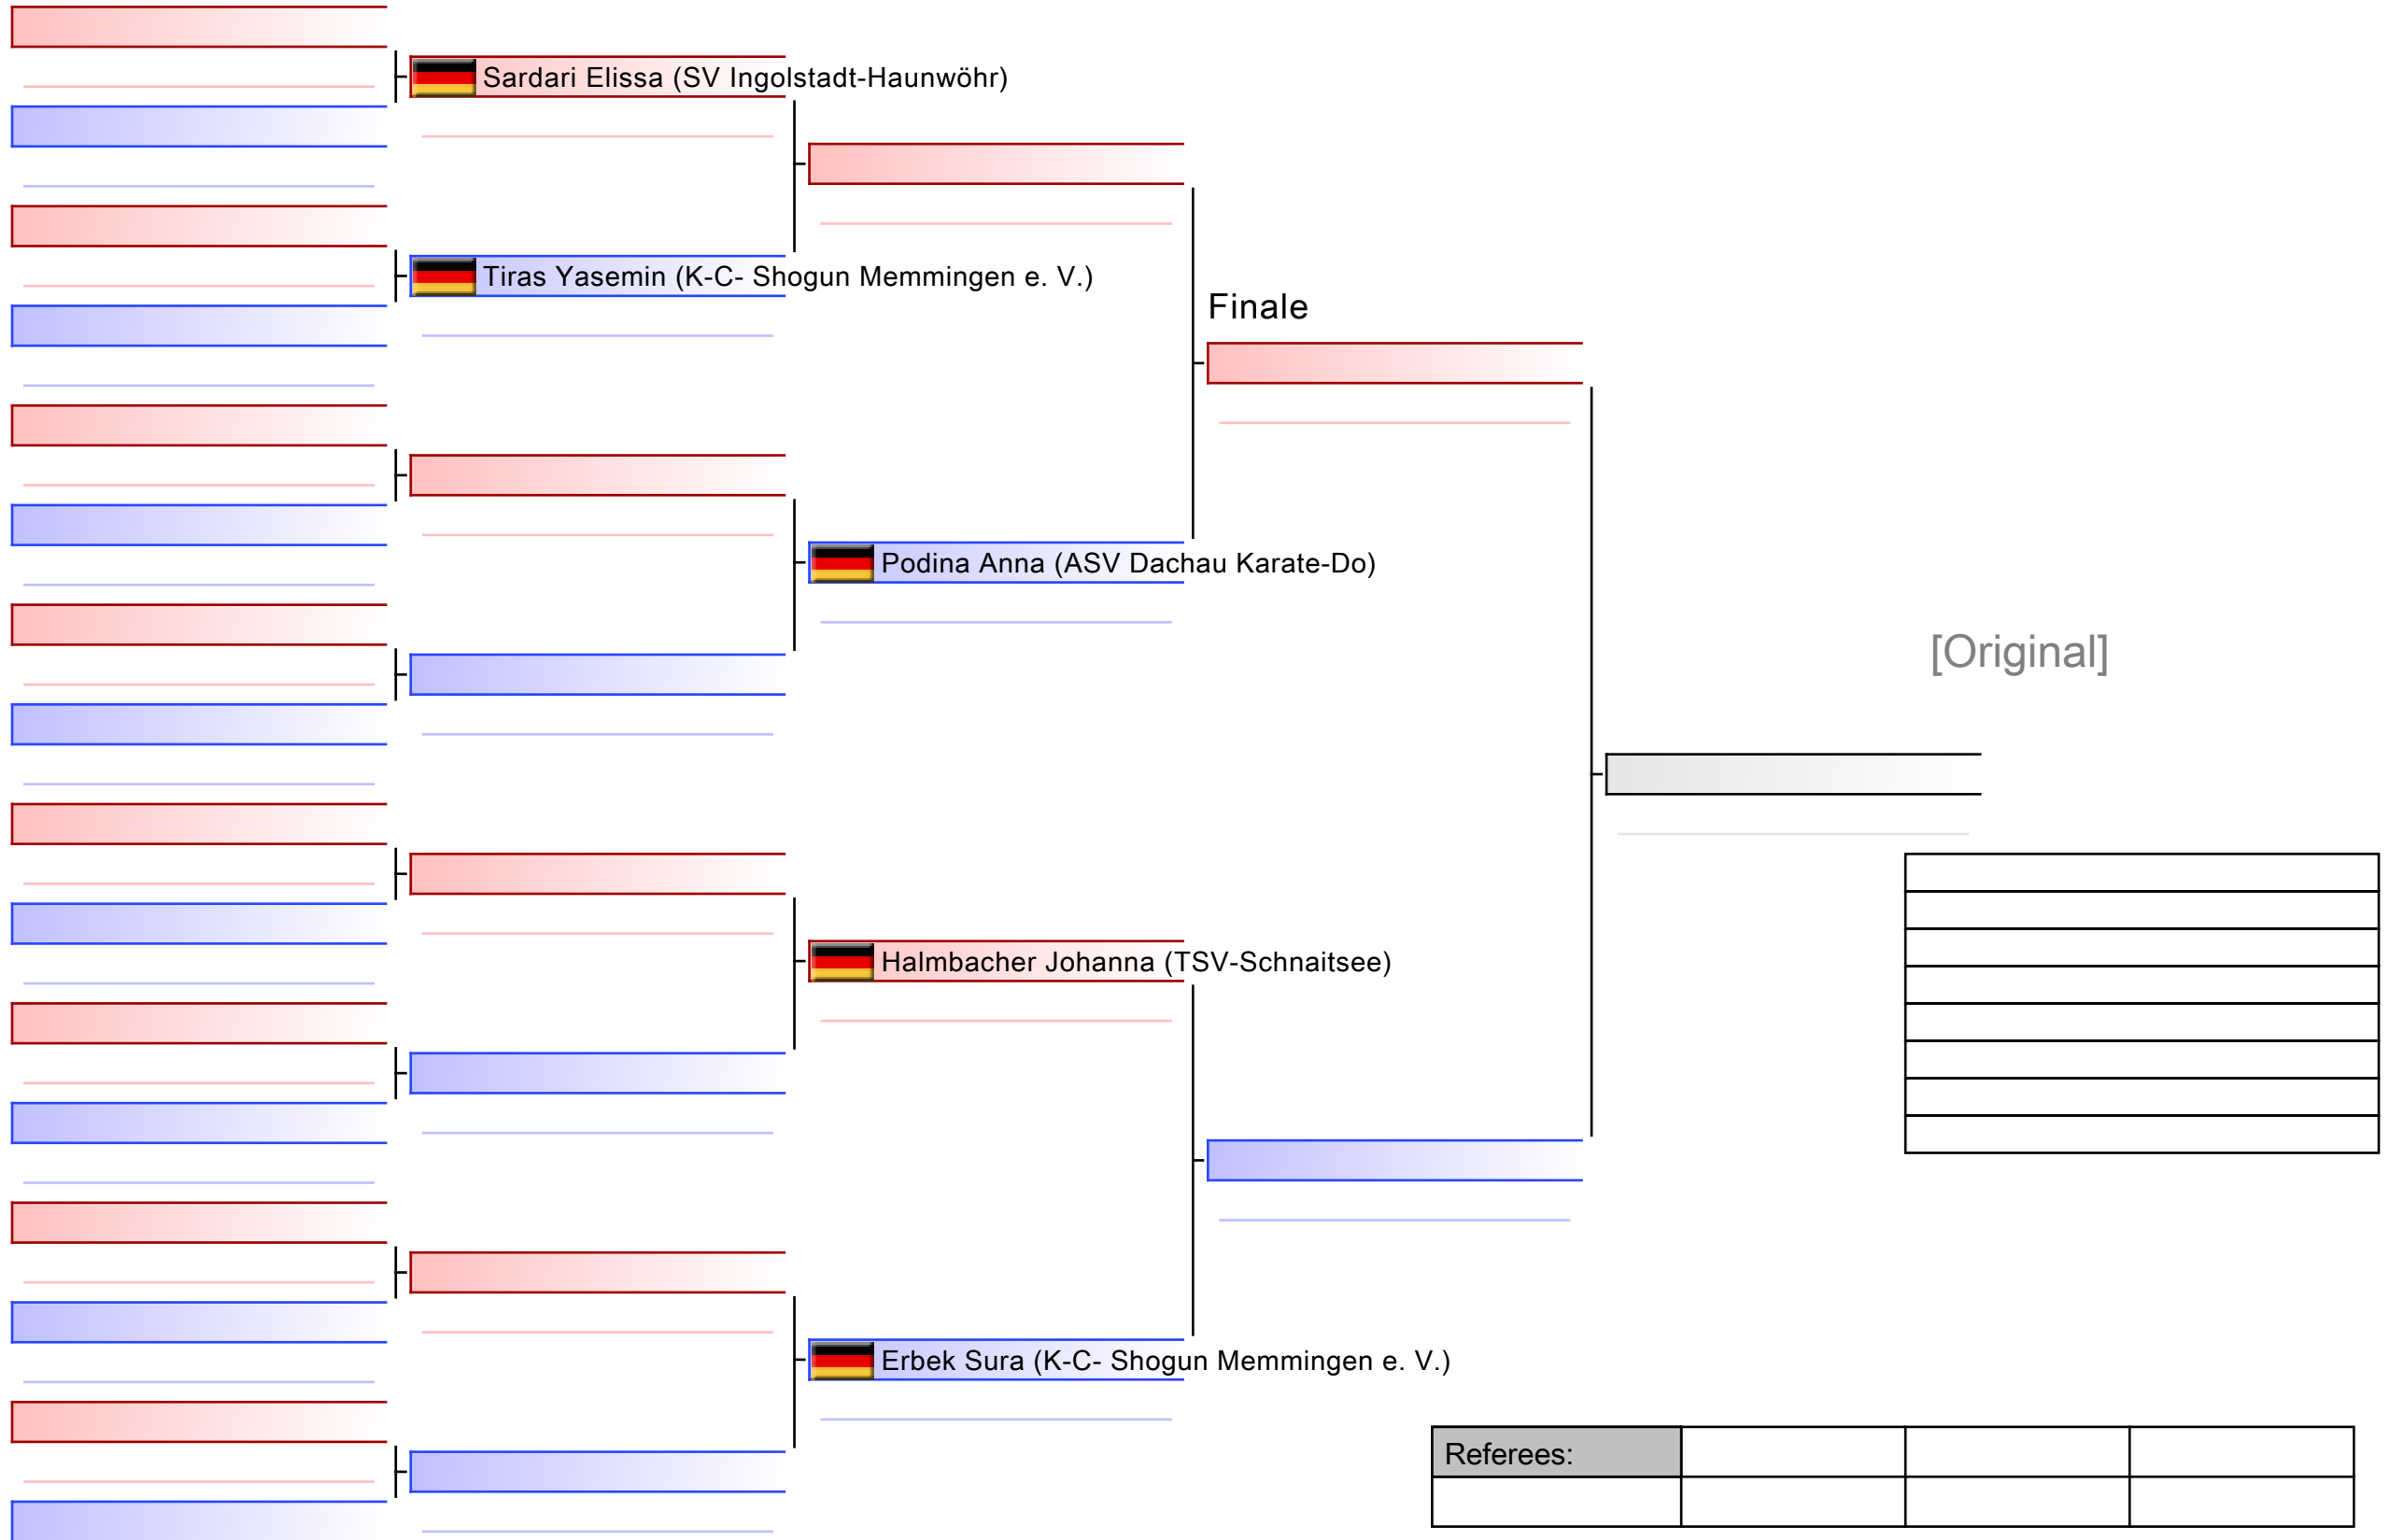 Sardari Elissa (SV Ingolstadt-Haunwöhr)
Tiras Yasemin (K-C- Shogun Memmingen e. V.)
Finale
Podina Anna (ASV Dachau Karate-Do)
[Original]
Halmbacher Johanna (TSV-Schnaitsee)
Erbek Sura (K-C- Shogun Memmingen e. V.)
Referees: